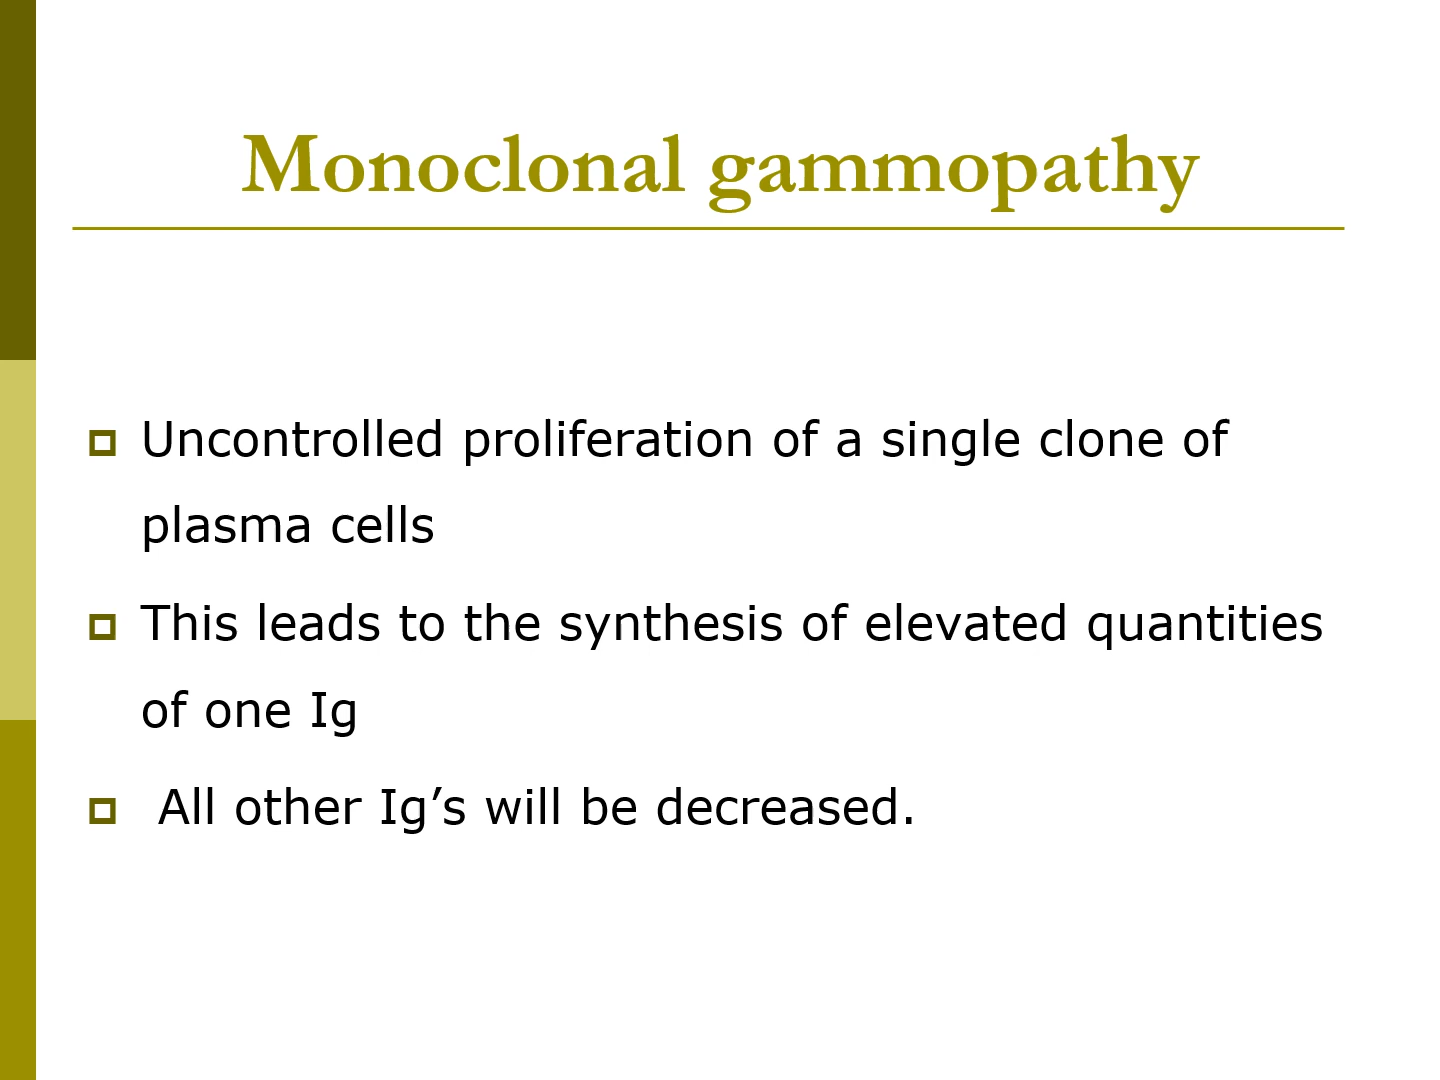 Monoclonal gammopathy
Uncontrolled proliferation of a single clone of
plasma cells
This leads to the synthesis of elevated quantities
of one Ig
All other Ig’s will be decreased.